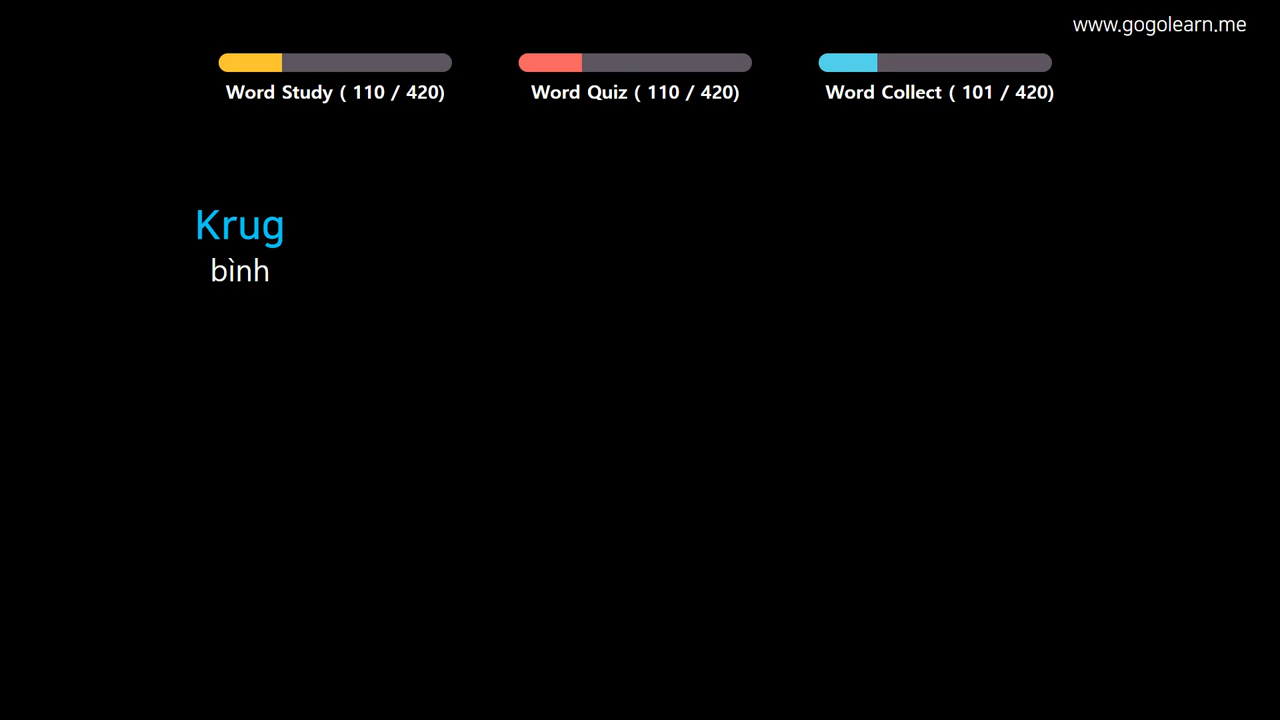 www.gogolearn.me
Word Study ( 110 / 420)
Word Quiz ( 110 / 420)
Word Collect ( 101 / 420)
Krug
bình